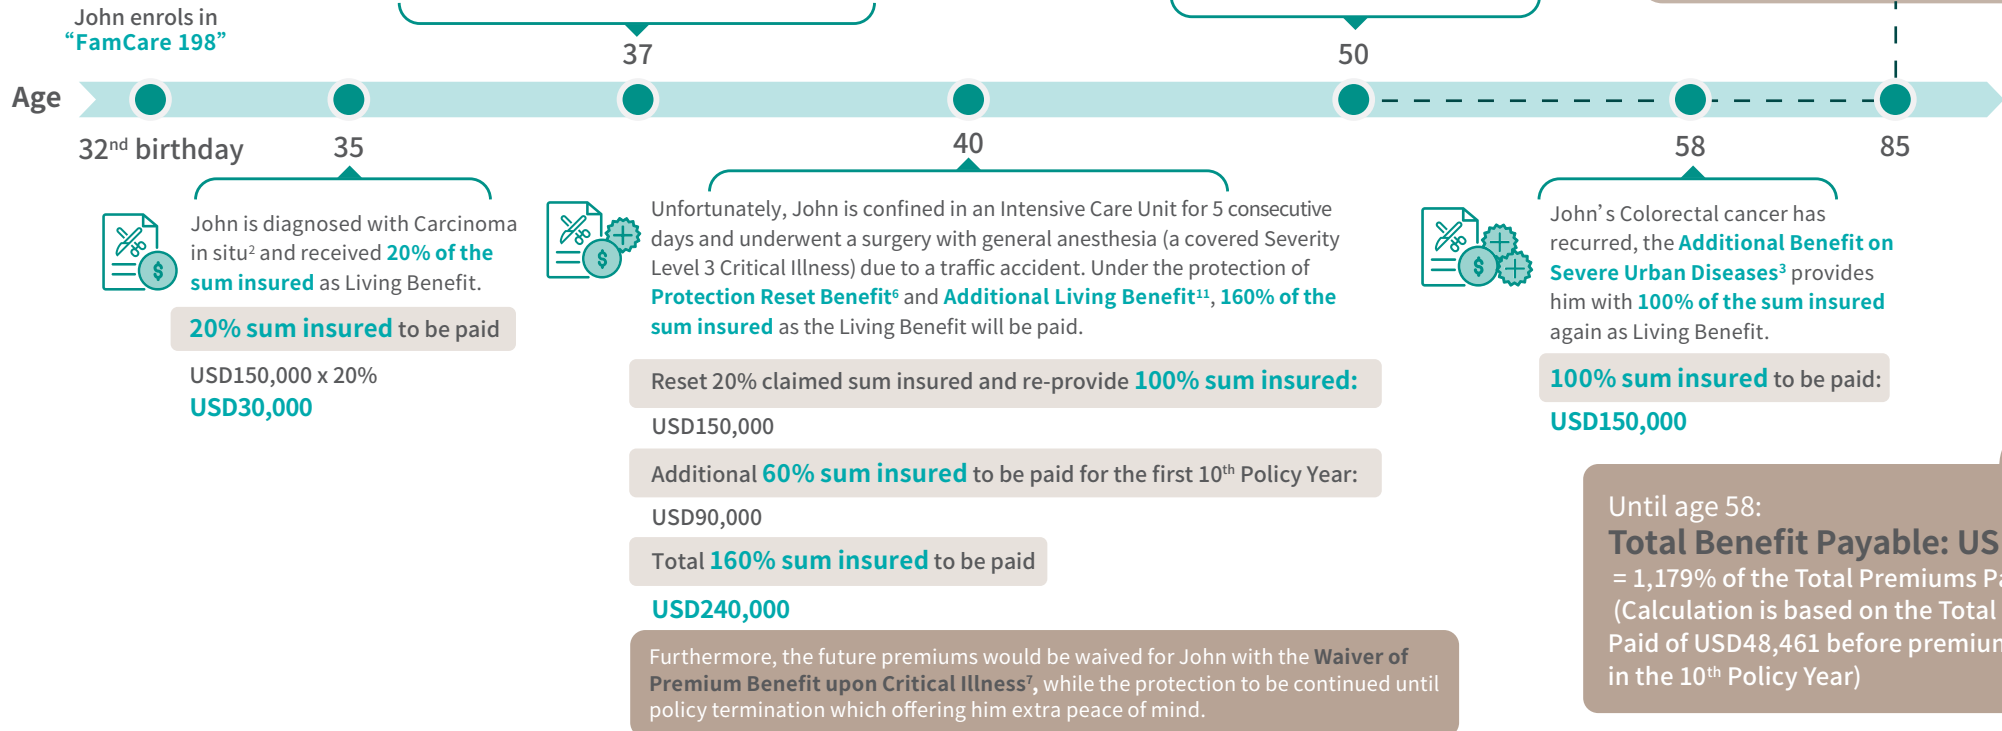 John enrols in
“FamCare 198”
37
50
Age
32nd birthday
35
40
58
85
John is diagnosed with Carcinoma
in situ2 and received 20% of the
sum insured as Living Benefit.
20% sum insured to be paid
USD150,000 x 20%
USD30,000
Unfortunately, John is confined in an Intensive Care Unit for 5 consecutive
days and underwent a surgery with general anesthesia (a covered Severity
Level 3 Critical Illness) due to a traffic accident. Under the protection of
Protection Reset Benefit6 and Additional Living Benefit11, 160% of the
sum insured as the Living Benefit will be paid.
Reset 20% claimed sum insured and re-provide 100% sum insured:
USD150,000
Additional 60% sum insured to be paid for the first 10th Policy Year:
USD90,000
Total 160% sum insured to be paid
USD240,000
Furthermore, the future premiums would be waived for John with the Waiver of
Premium Benefit upon Critical Illness7, while the protection to be continued until
policy termination which offering him extra peace of mind.
John’s Colorectal cancer has
recurred, the Additional Benefit on
Severe Urban Diseases3 provides
him with 100% of the sum insured
again as Living Benefit.
100% sum insured to be paid:
USD150,000
Until age 58:
Total Benefit Payable: US
= 1,179% of the Total Premiums Pa
(Calculation is based on the Total
Paid of USD48,461 before premium
in the 10th Policy Year)